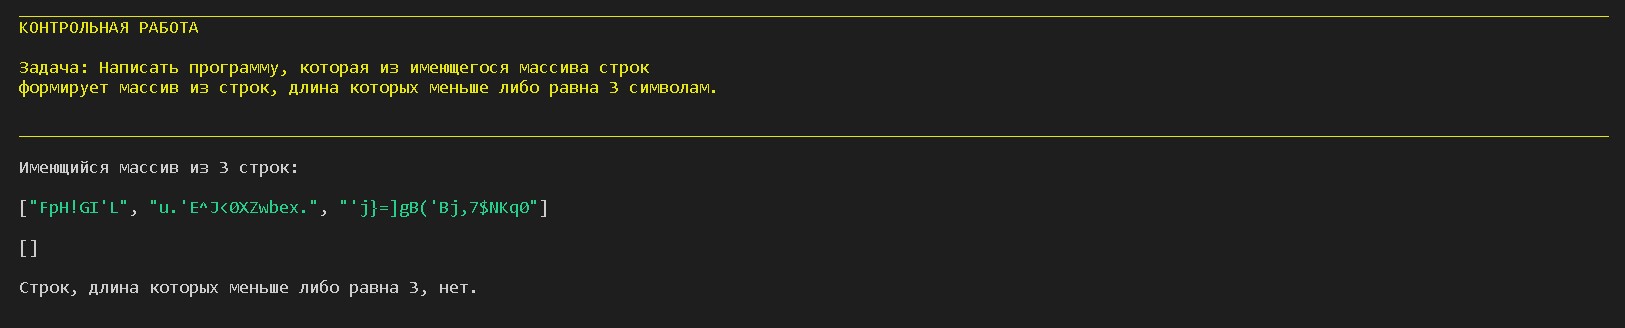 КОНТРОЛЬНАЯ РАБОТА
Задача: Написать программу, которая из имеющегося массива строк
формирует массив из строк, длина которых меньше либо равна 3 символам.
Имеющийся массив из 3 строк:
["FpH!GI'L", "u.'E^J<0XZwbex.", "'j}=]gB('Bj,7$NKq0"]
[]
Строк, длина которых меньше либо равна 3, нет.